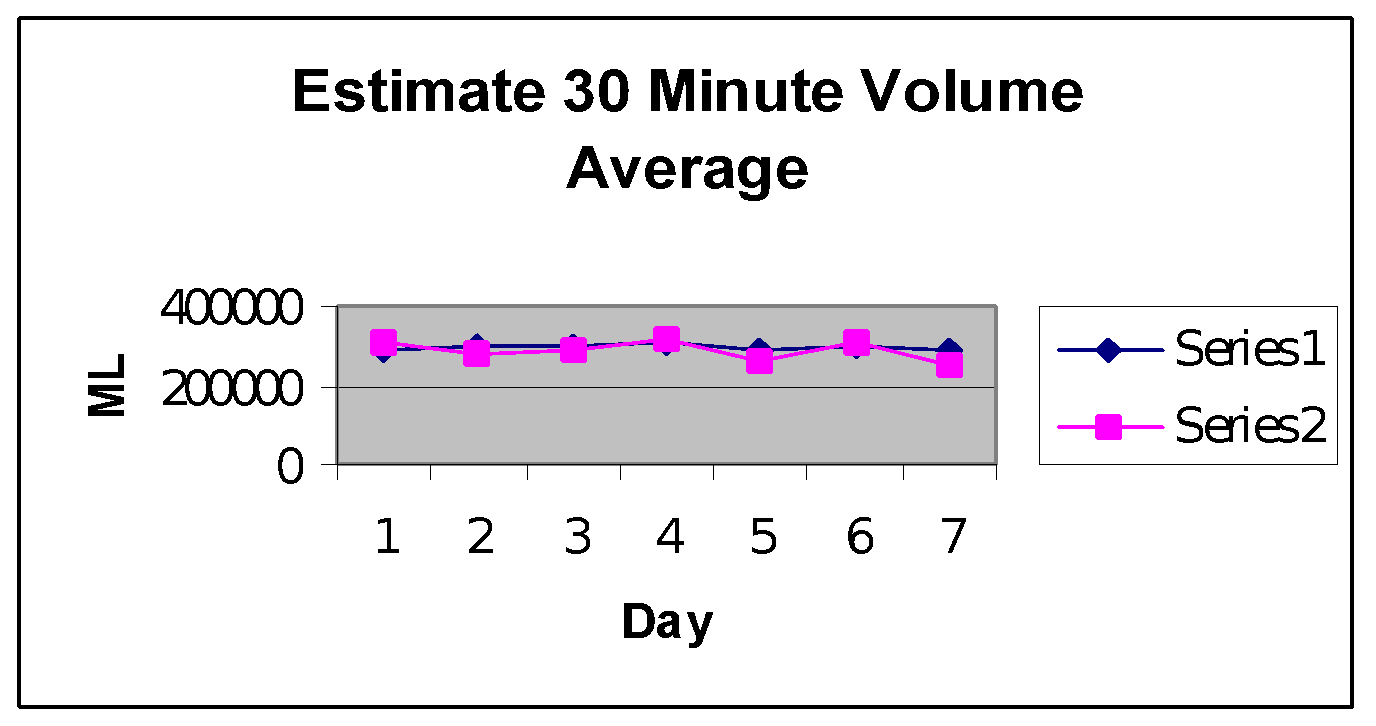 Estimate 30 Minute Volume
Average
400000
200000
0
ML
1 2 3 4 5 6 7
Day
Series1
Series2